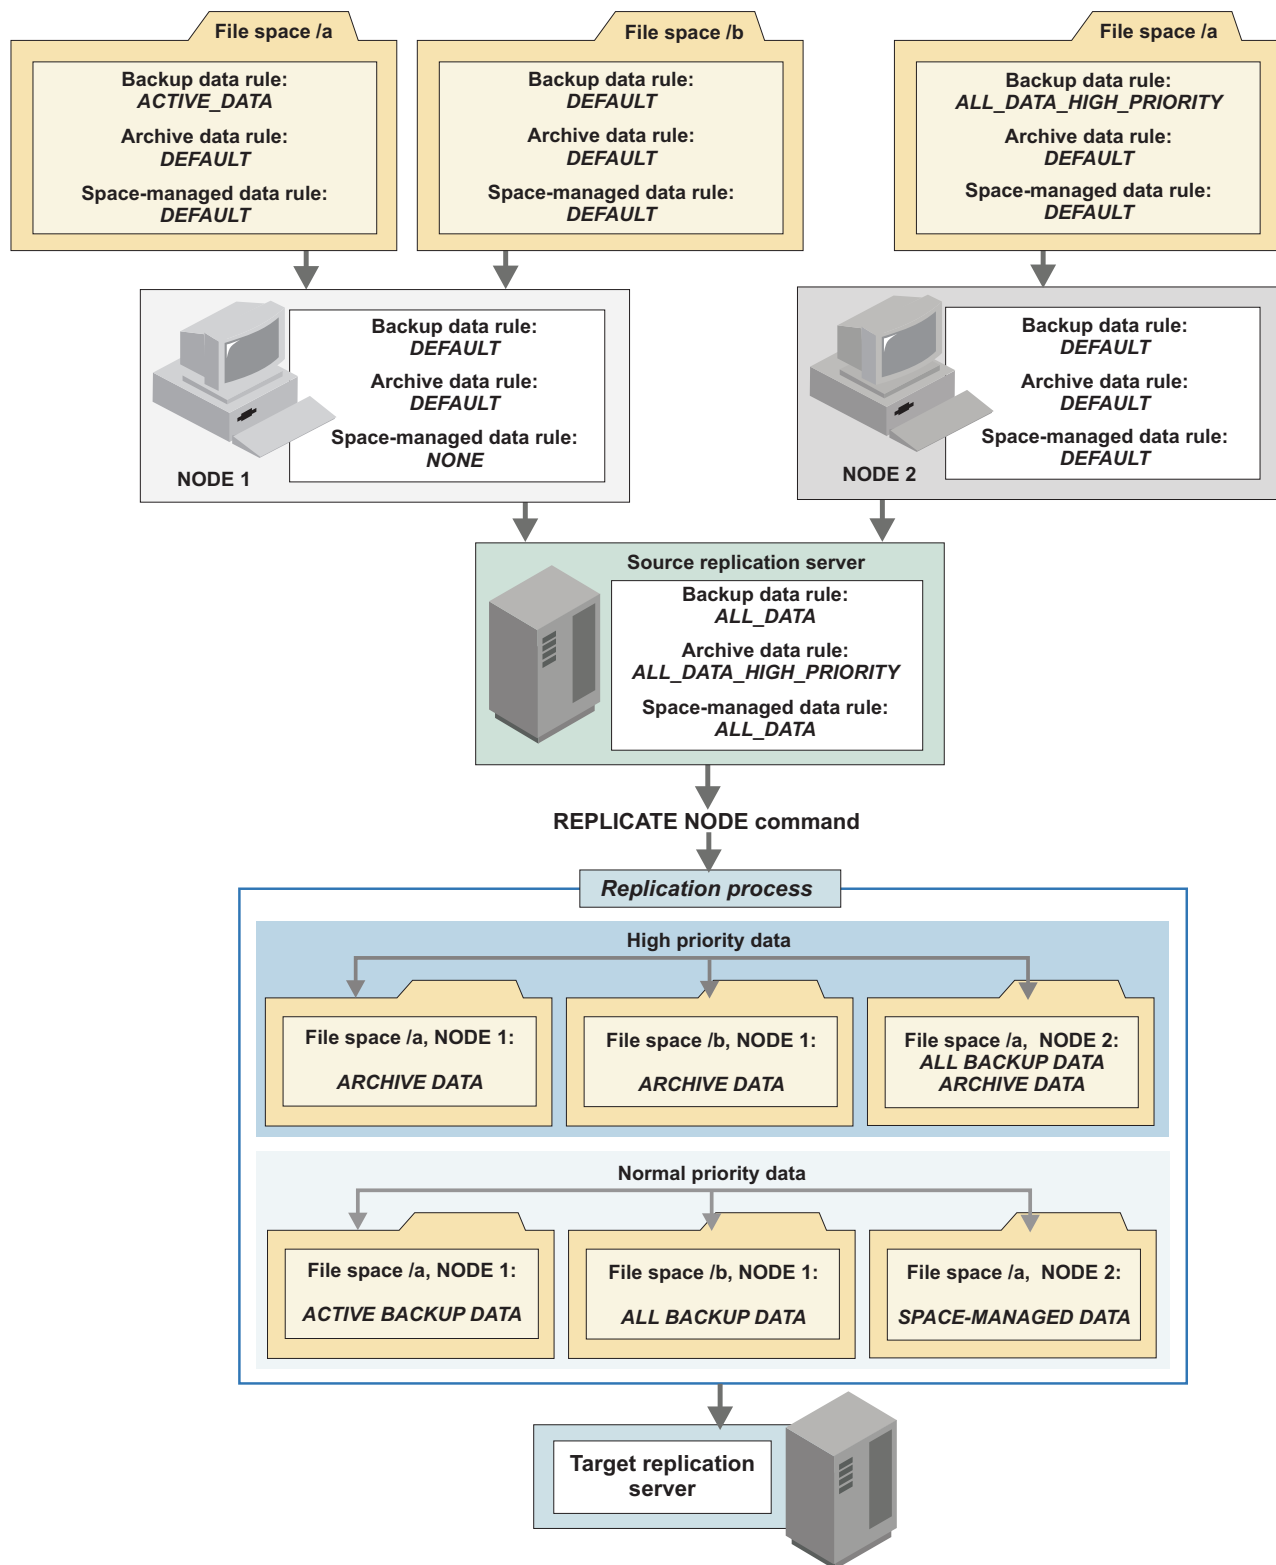 File space /a
Backup data rule:
ACTIVE_DATA
Archive data rule:
DEFAULT
Space-managed data rule:
DEFAULT
File space /b
Backup data rule:
DEFAULT
Archive data rule:
DEFAULT
Space-managed data rule:
DEFAULT
File space /a
Backup data rule:
ALL_DATA_HIGH_PRIORITY
Archive data rule:
DEFAULT
Space-managed data rule:
DEFAULT
Backup data rule:
DEFAULT
Archive data rule:
DEFAULT
Space-managed data rule:
NONE
NODE 1
Backup data rule:
DEFAULT
Archive data rule:
DEFAULT
Space-managed data rule:
DEFAULT
NODE 2
Source replication server
Backup data rule:
ALL_DATA
Archive data rule:
ALL_DATA_HIGH_PRIORITY
Space-managed data rule:
ALL_DATA
REPLICATE NODE command
Replication process
High priority data
File space /a, NODE 1:
ARCHIVE DATA
File space /b, NODE 1:
ARCHIVE DATA
File space /a, NODE 2:
ALL BACKUP DATA
ARCHIVE DATA
Normal priority data
File space /a, NODE 1:
ACTIVE BACKUP DATA
File space /b, NODE 1:
ALL BACKUP DATA
File space /a, NODE 2:
SPACE-MANAGED DATA
Target replication
server